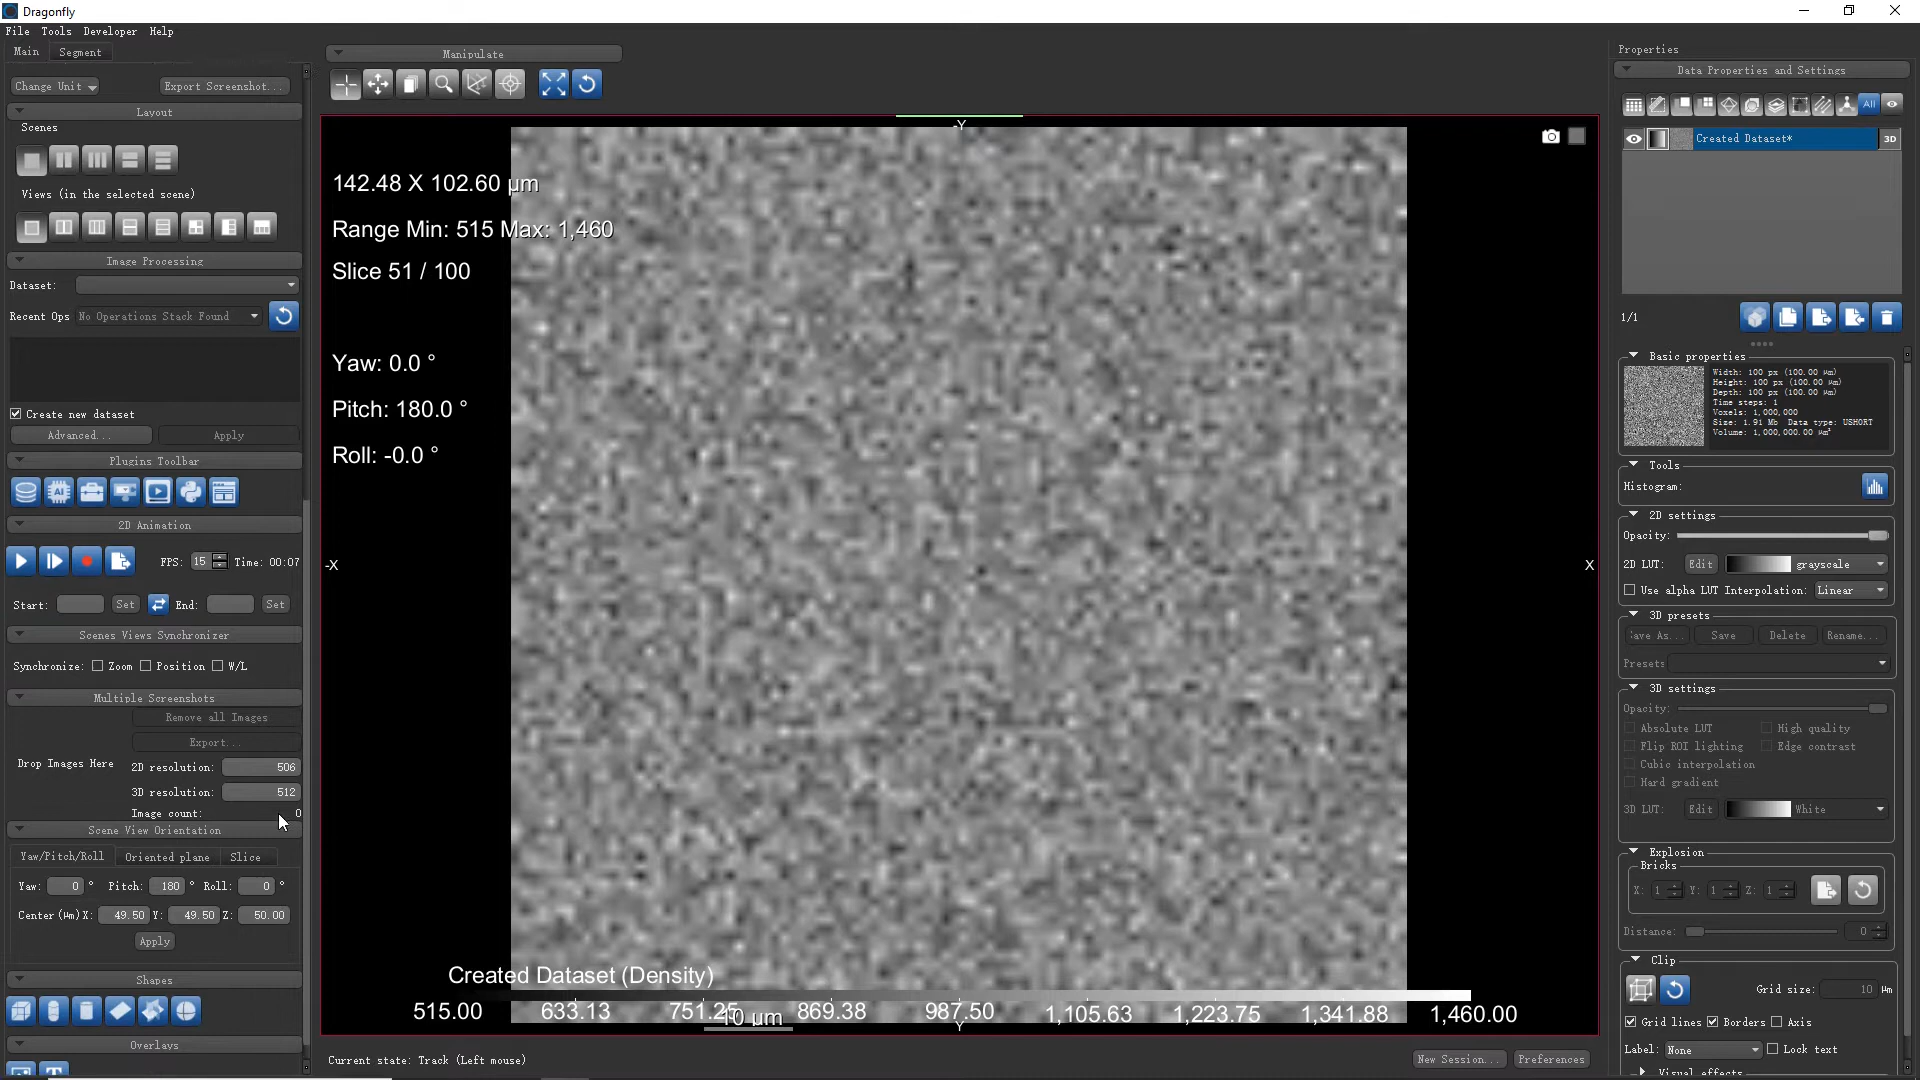 Dragonfly
File Tools Developer Help
Main Segment
Change Unit Export Screenshot...
Layout
Scenes
Views (in the selected scene)
Image Processing
Dataset:
Recent Ops No Operations Stack Found
Create new dataset
Advanced... Apply
Plugins Toolbar
AI
2D Animation
FPS: 15 Time: 00:07
Start: Set End: Set
Scenes Views Synchronizer
Synchronize: Zoom Position W/L
Multiple Screenshots
Remove all Images
Export...
Drop Images Here 2D resolution: 506
3D resolution: 512
Image count: 0
Scene View Orientation
Yaw/Pitch/Roll Oriented plane Slice
Yaw: 0 ° Pitch: 180 ° Roll: 0 °
Center (µm) X: 49.50 Y: 49.50 Z: 50.00
Apply
Shapes
Overlays
T
Manipulate
-Y
142.48 X 102.60 µm
Range Min: 515 Max: 1,460
Slice 51 / 100
Yaw: 0.0 °
Pitch: 180.0 °
Roll: -0.0 °
-X
X
Created Dataset (Density)
515.00 633.13 751.25 869.38 987.50 1,105.63 1,223.75 1,341.88 1,460.00
10 µm
Y
Current state: Track (Left mouse)
New Session... Preferences
Properties
Data Properties and Settings
All
Created Dataset* 3D
1/1
Basic properties
Width: 100 px (100.00 µm)
Height: 100 px (100.00 µm)
Depth: 100 px (100.00 µm)
Time steps: 1
Voxels: 1,000,000
Size: 1.91 Mb Data type: USHORT
Volume: 1,000,000.00 µm³
Tools
Histogram:
2D settings
Opacity:
2D LUT: Edit grayscale
Use alpha LUT Interpolation: Linear
3D presets
ave As... Save Delete Rename...
Presets
3D settings
Opacity:
Absolute LUT High quality
Flip ROI lighting Edge contrast
Cubic interpolation
Hard gradient
3D LUT: Edit White
Explosion
Bricks
X: 1 Y: 1 Z: 1
Distance: 0
Clip
Grid size: 10 µm
Grid lines Borders Axis
Label: None Lock text
Visual effects